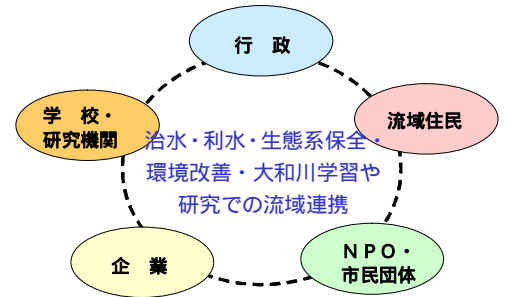 行　政
学　校・
研究機関
流域住民
治水・利水・生態系保全・
環境改善・大和川学習や
研究での流域連携
企　業
ＮＰＯ・
市民団体